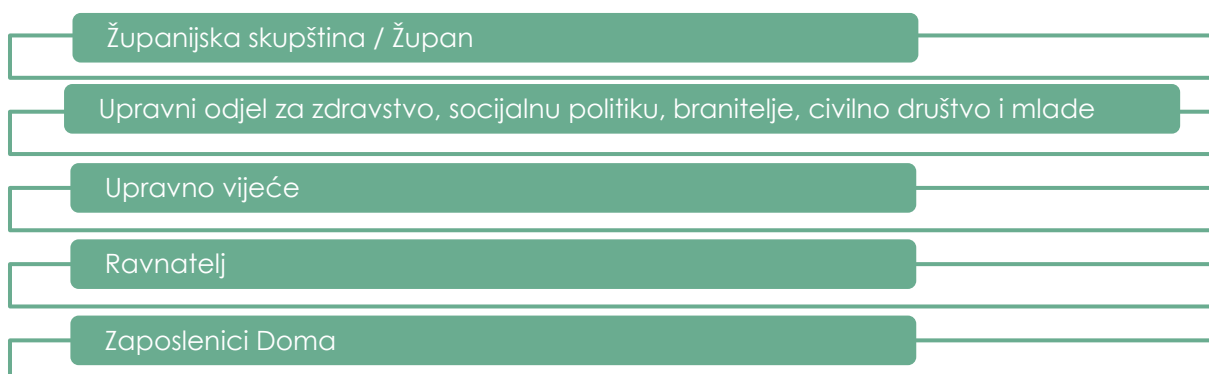 Županijska skupština / Župan
Upravni odjel za zdravstvo, socijalnu politiku, branitelje, civilno društvo i mlade
Upravno vijeće
Ravnatelj
Zaposlenici Doma